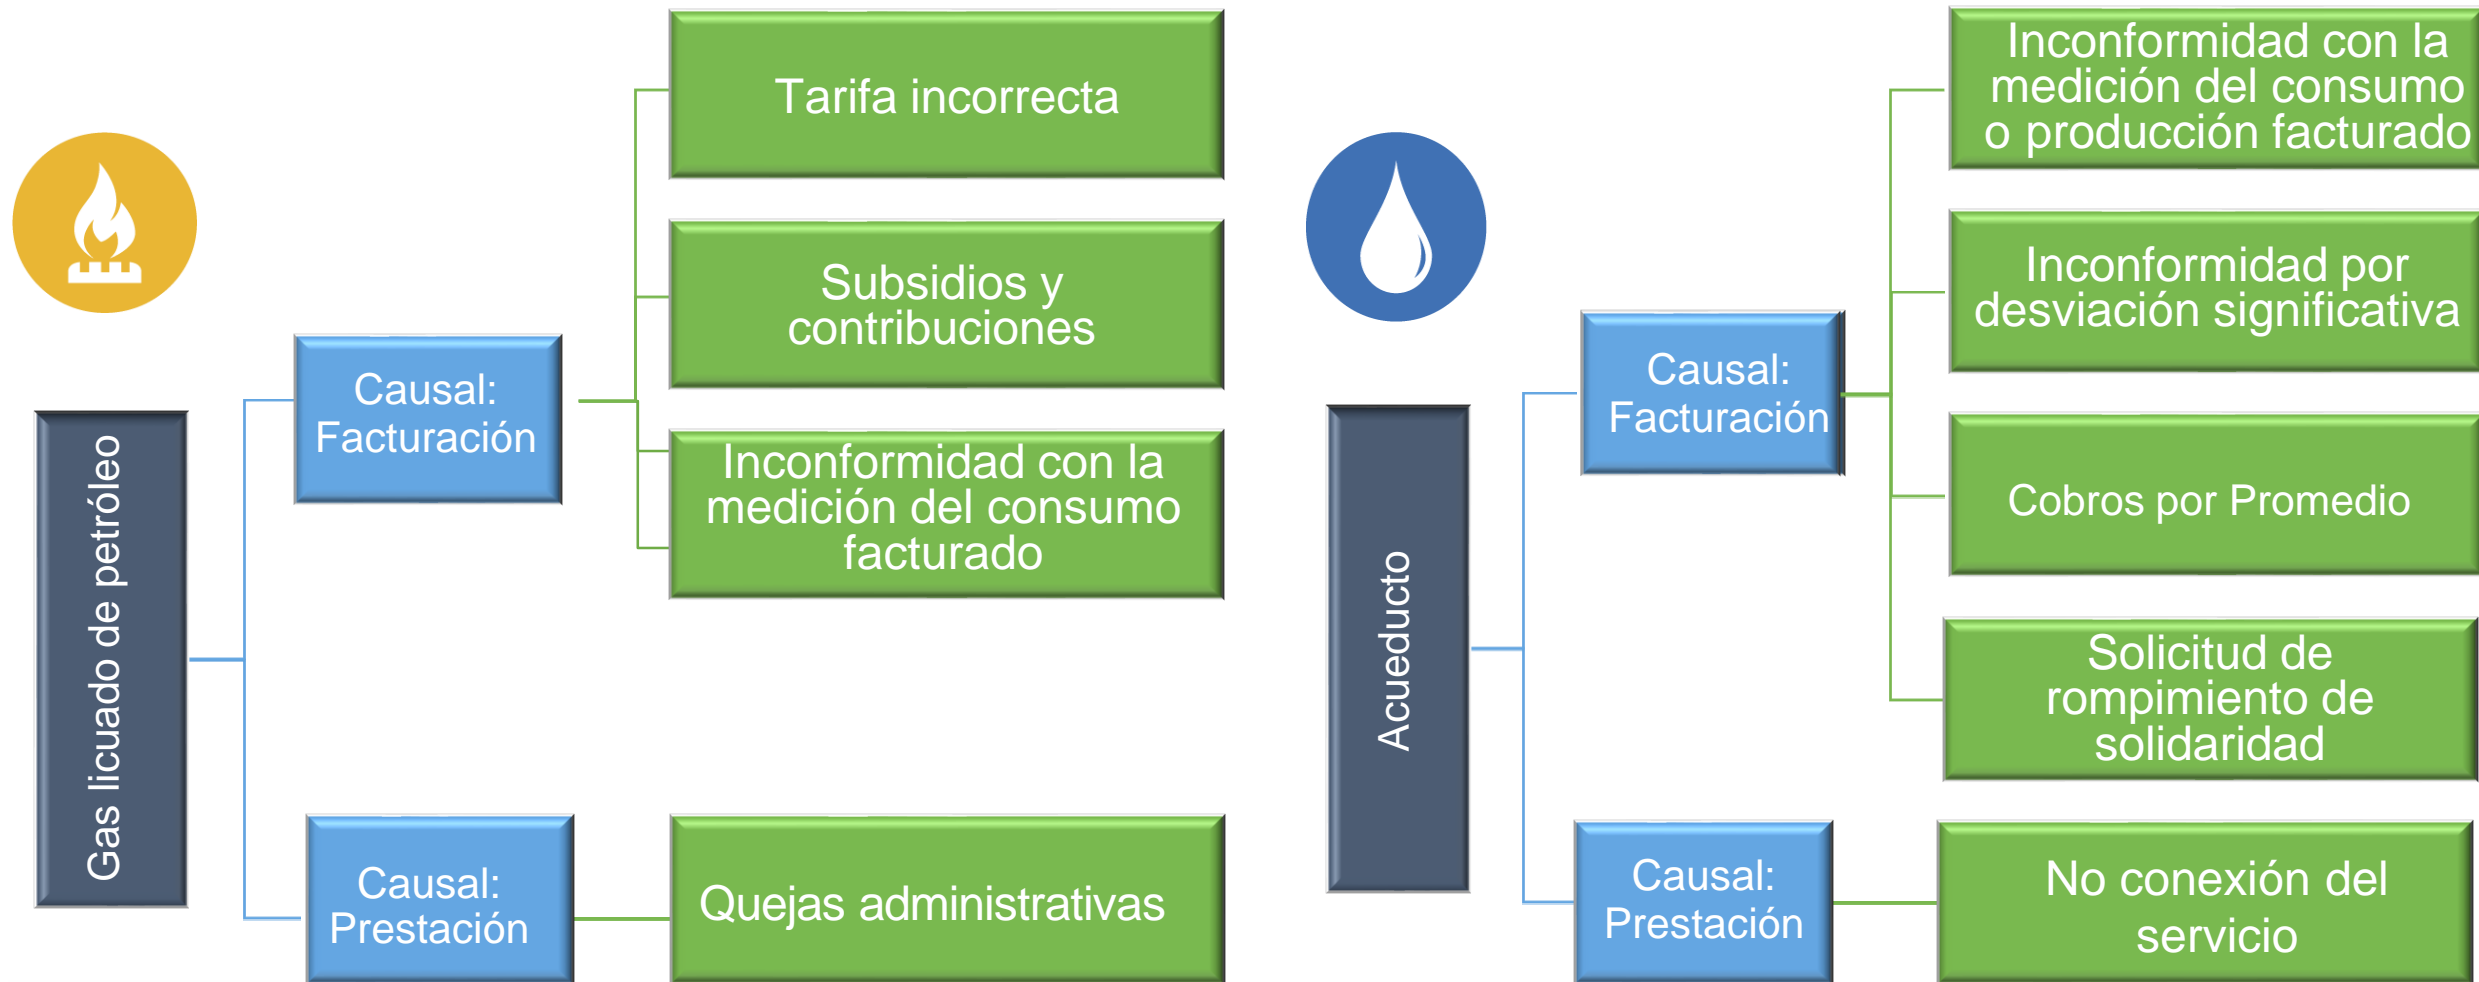 Gas licuado de petróleo
Causal:
Facturación
Tarifa incorrecta
Subsidios y
contribuciones
Inconformidad con la
medición del consumo
facturado
Causal:
Prestación
Quejas administrativas
Acueducto
Causal:
Facturación
Inconformidad con la
medición del consumo
o producción facturado
Inconformidad por
desviación significativa
Cobros por Promedio
Solicitud de
rompimiento de
solidaridad
Causal:
Prestación
No conexión del
servicio